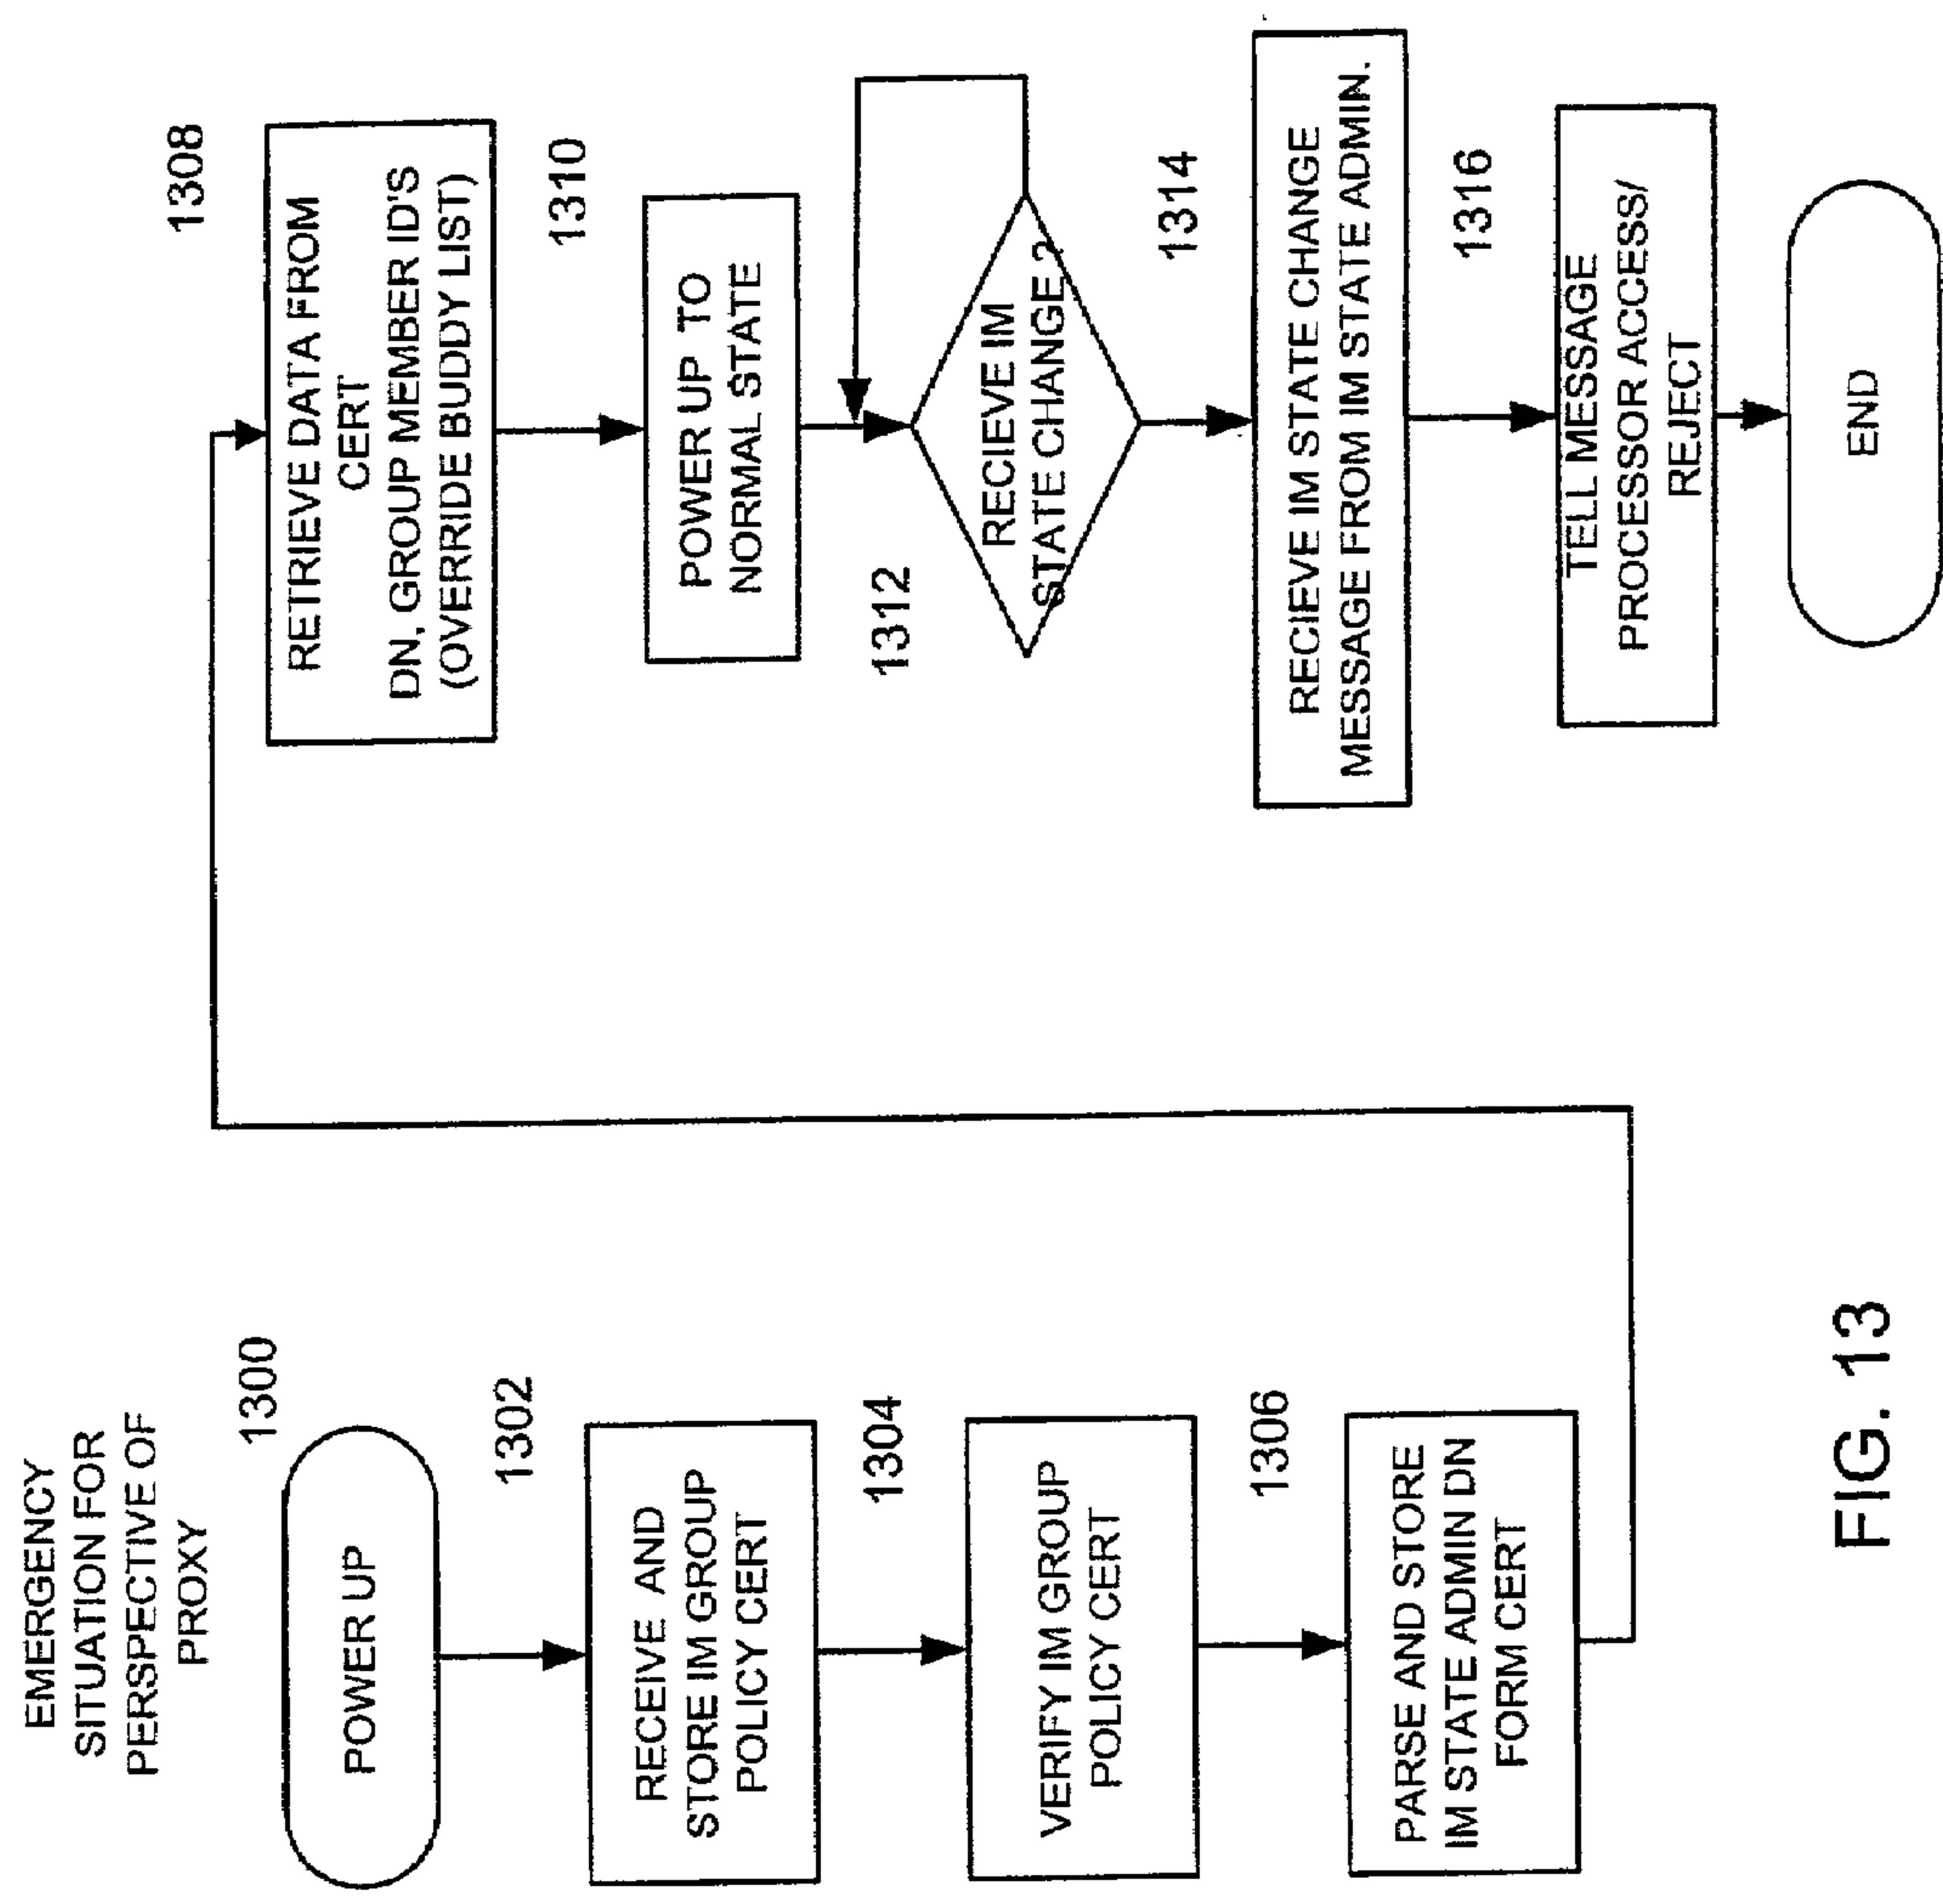 EMERGENCY
SITUATION FOR
PERSPECTIVE OF
PROXY
1300
POWER UP
1302
RECEIVE AND
STORE IM GROUP
POLICY CERT
1304
VERIFY IM GROUP
POLICY CERT
1306
PARSE AND STORE
IM STATE ADMIN DN
FORM CERT
1308
RETRIEVE DATA FROM
CERT
DN, GROUP MEMBER ID'S
(OVERRIDE BUDDY LIST)
1310
POWER UP TO
NORMAL STATE
1312
RECIEVE IM
STATE CHANGE ?
1314
RECIEVE IM STATE CHANGE
MESSAGE FROM IM STATE ADMIN.
1316
TELL MESSAGE
PROCESSOR ACCESS/
REJECT
END
FIG. 13